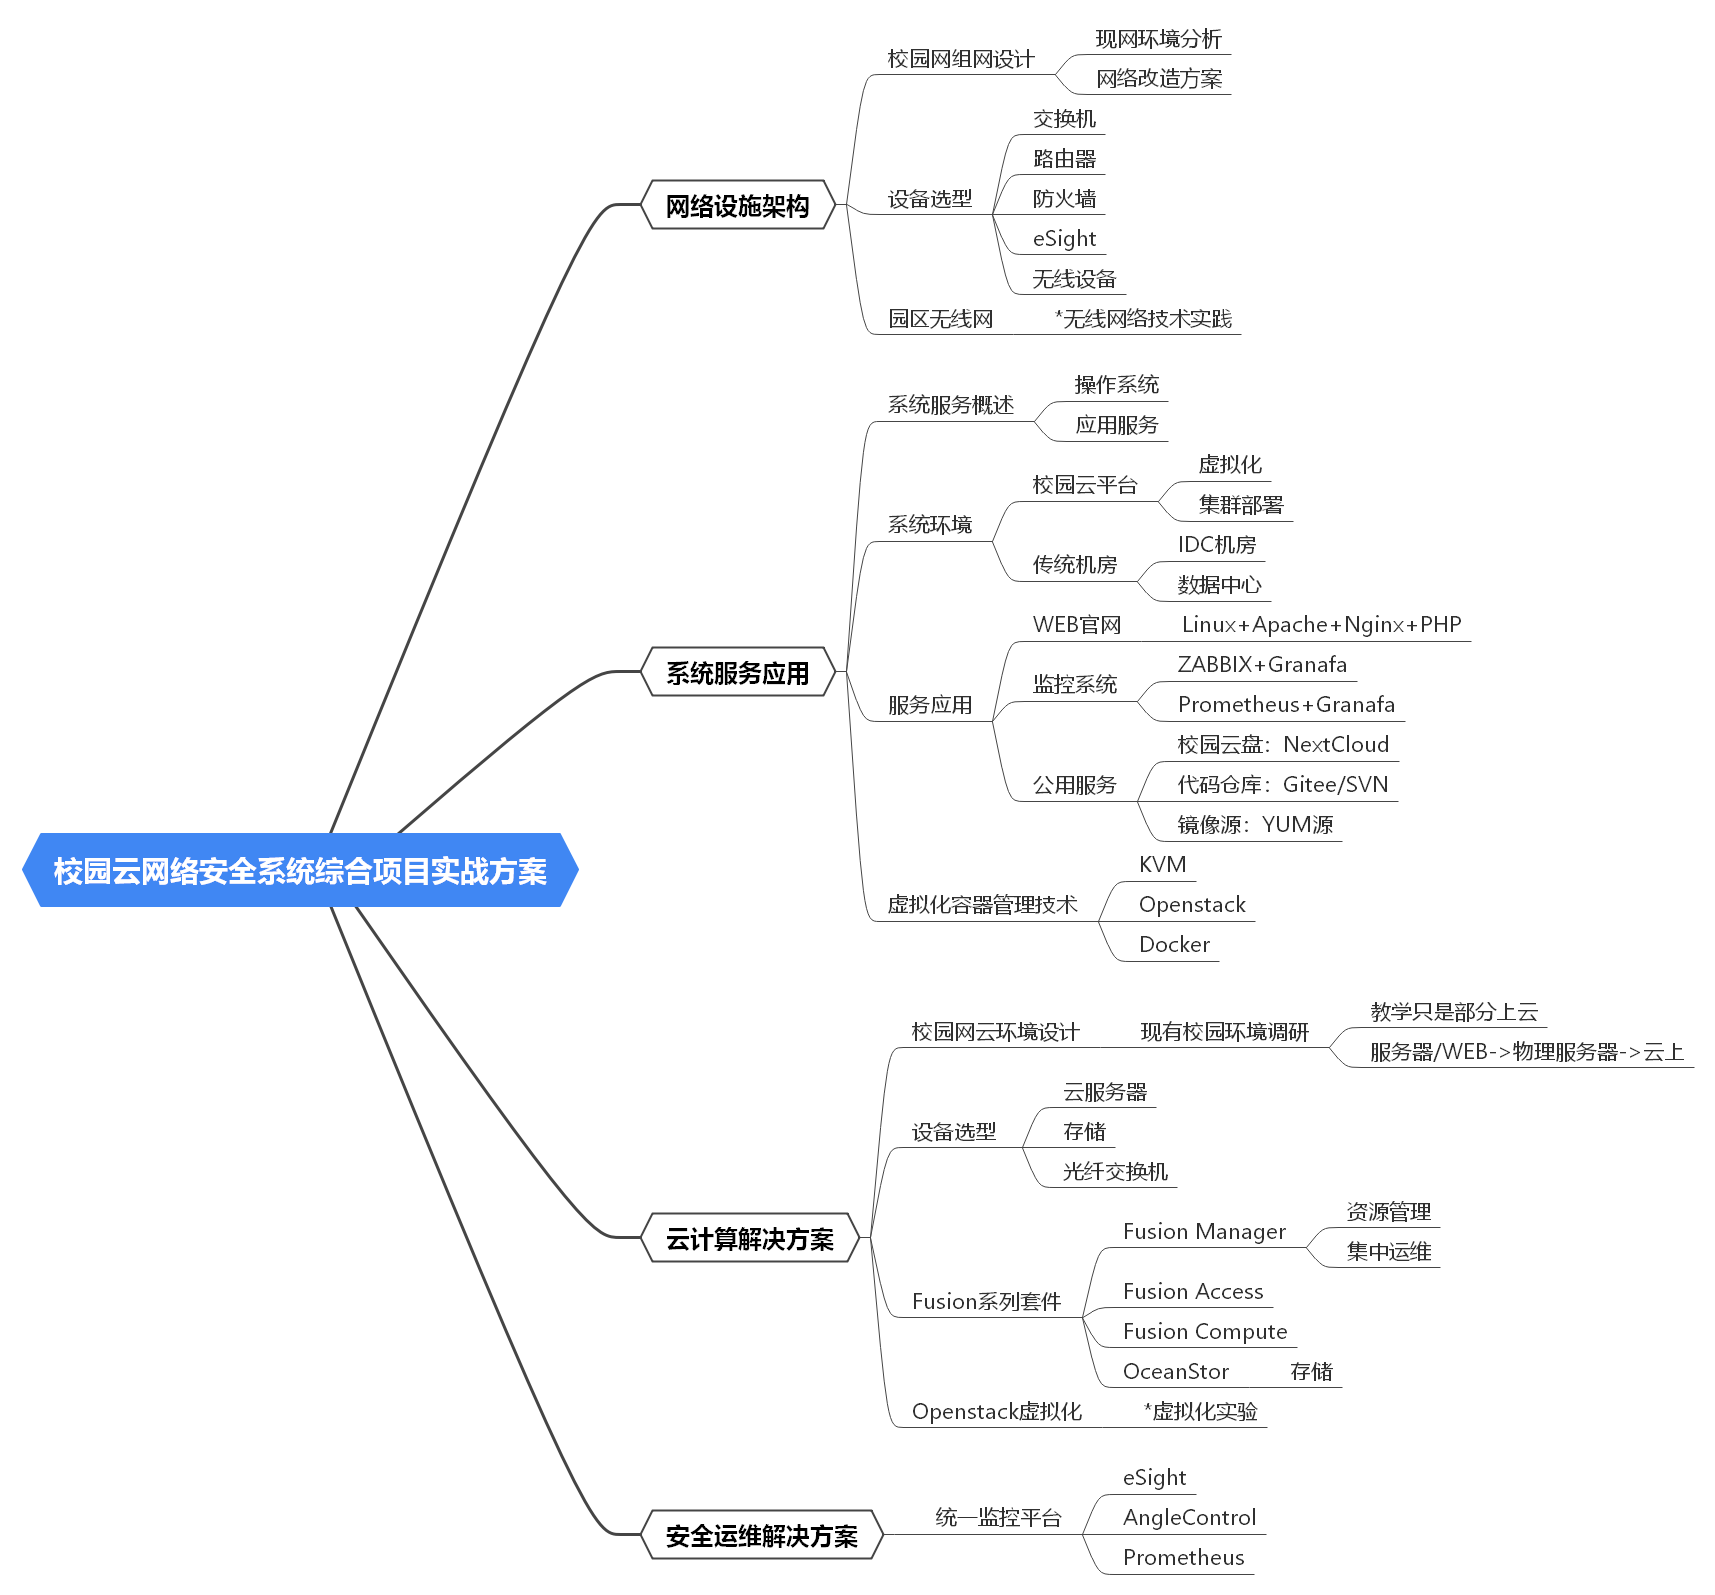 校园云网络安全系统综合项目实战方案
网络设施架构
校园网组网设计
现网环境分析
网络改造方案
设备选型
交换机
路由器
防火墙
eSight
无线设备
园区无线网
*无线网络技术实践
系统服务应用
系统服务概述
操作系统
应用服务
系统环境
校园云平台
虚拟化
集群部署
传统机房
IDC机房
数据中心
服务应用
WEB官网
Linux+Apache+Nginx+PHP
监控系统
ZABBIX+Granafa
Prometheus+Granafa
公用服务
校园云盘：NextCloud
代码仓库：Gitee/SVN
镜像源：YUM源
虚拟化容器管理技术
KVM
Openstack
Docker
云计算解决方案
校园网云环境设计
现有校园环境调研
教学只是部分上云
服务器/WEB->物理服务器->云上
设备选型
云服务器
存储
光纤交换机
Fusion系列套件
Fusion Manager
资源管理
集中运维
Fusion Access
Fusion Compute
OceanStor
存储
Openstack虚拟化
*虚拟化实验
安全运维解决方案
统一监控平台
eSight
AngleControl
Prometheus